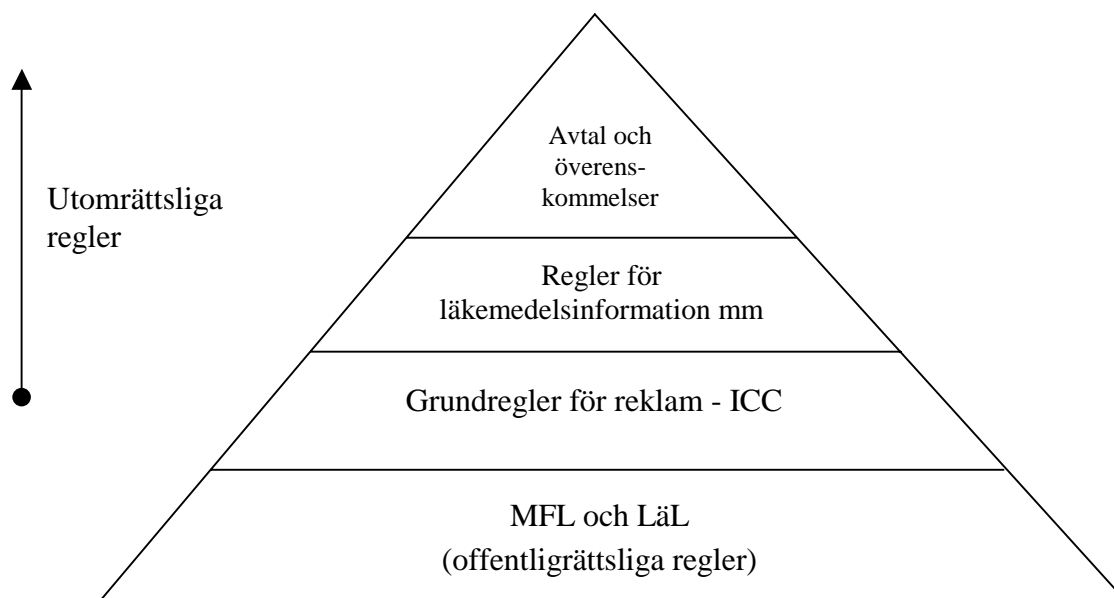 Avtal och
överens-
kommelser
Utomrättsliga
regler
Regler för
läkemedelsinformation mm
Grundregler för reklam - ICC
MFL och LäL
(offentligrättsliga regler)